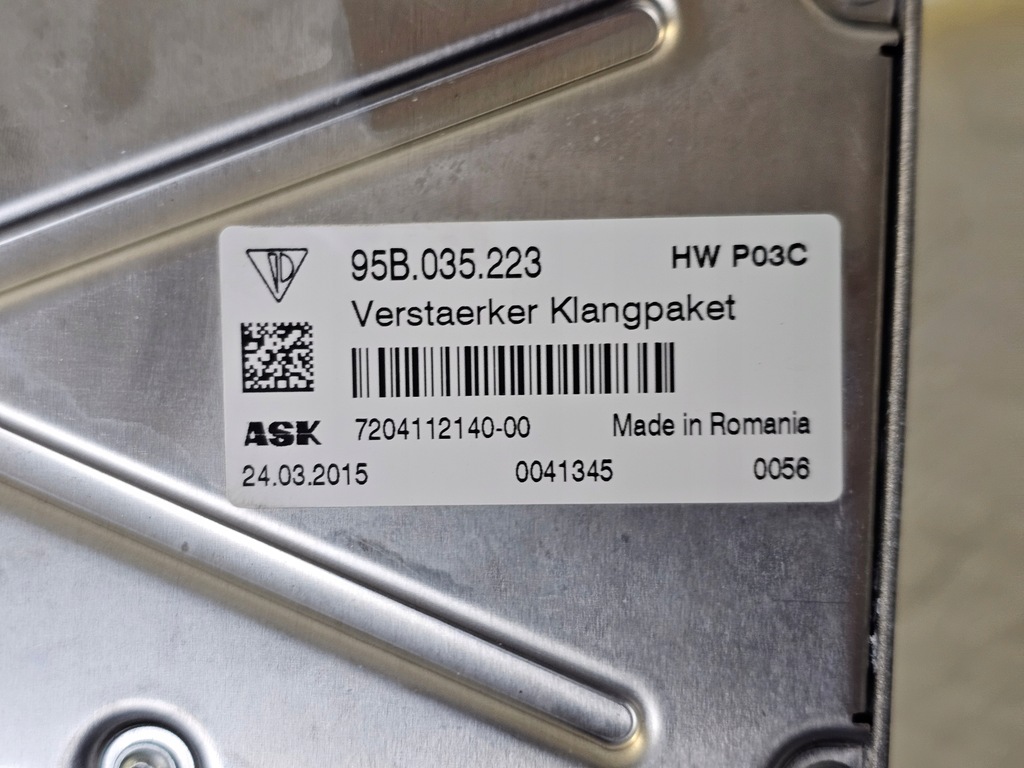 95B.035.223 HW P03C
Verstaerker Klangpaket
ASK 7204112140-00 Made in Romania
24.03.2015 0041345 0056